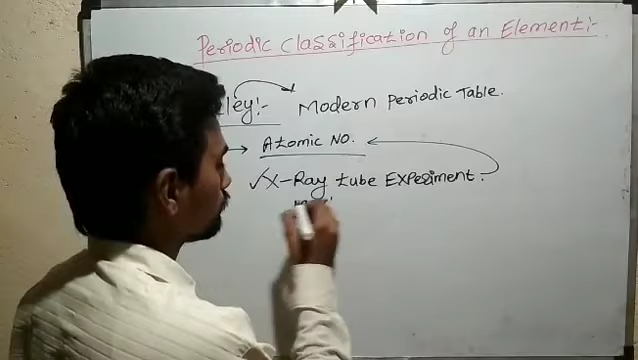 Periodic Classification of an Element:-
ley:- Modern Periodic Table.
→ Atomic No.
✓X-Ray tube Experiment.